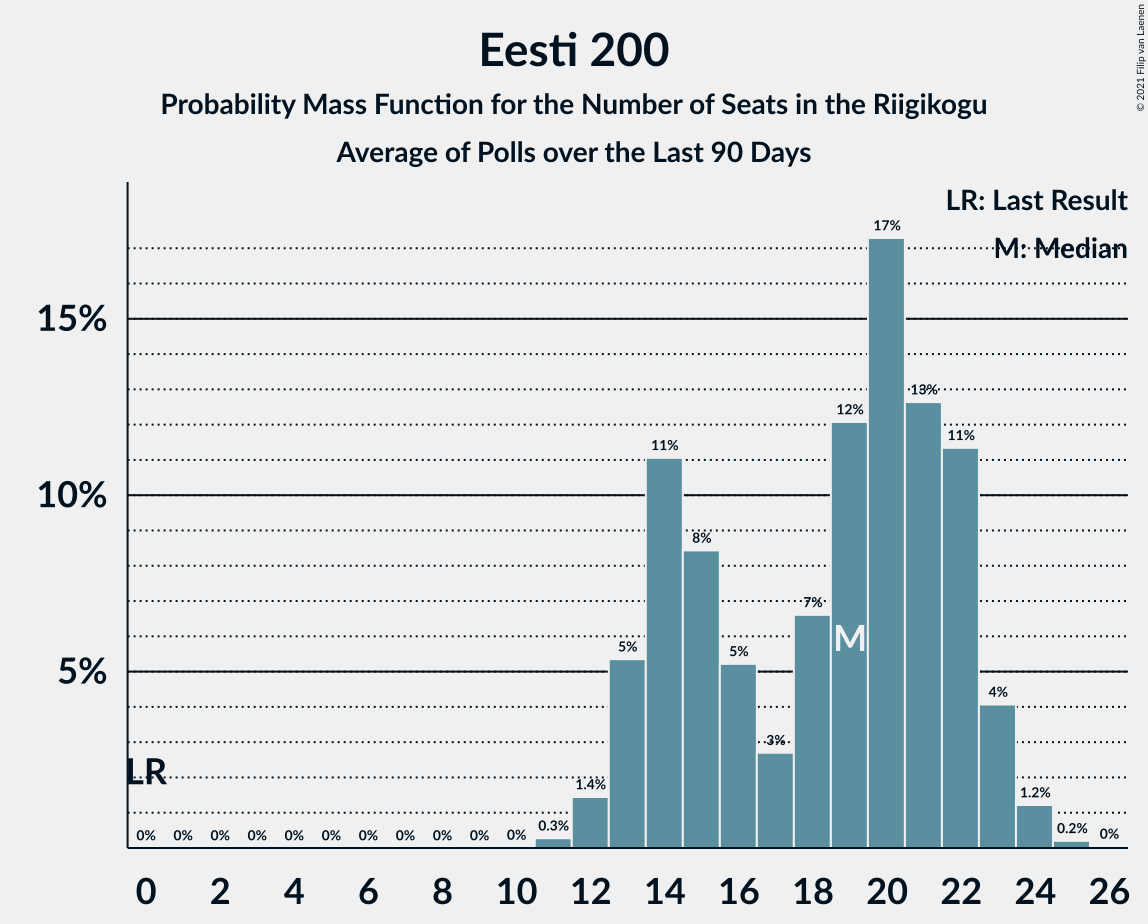 Eesti 200
Probability Mass Function for the Number of Seats in the Riigikogu
Average of Polls over the Last 90 Days
© 2021 Filip van Laenen
LR: Last Result
M: Median
15%
10%
5%
17%
13%
12%
11%
11%
8%
7%
5%
5%
4%
3%
1.4%
1.2%
0.3%
0.2%
M
LR
0% 0% 0% 0% 0% 0% 0% 0% 0% 0% 0% 0%
0 2 4 6 8 10 12 14 16 18 20 22 24 26